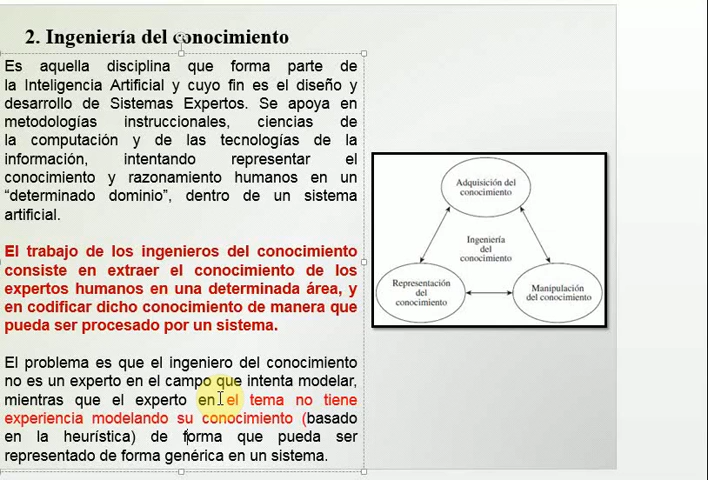 2. Ingeniería del conocimiento
Es aquella disciplina que forma parte de
la Inteligencia Artificial y cuyo fin es el diseño y
desarrollo de Sistemas Expertos. Se apoya en
metodologías instruccionales, ciencias de
la computación y de las tecnologías de la
información, intentando representar el
conocimiento y razonamiento humanos en un
“determinado dominio”, dentro de un sistema
artificial.
El trabajo de los ingenieros del conocimiento
consiste en extraer el conocimiento de los
expertos humanos en una determinada área, y
en codificar dicho conocimiento de manera que
pueda ser procesado por un sistema.
El problema es que el ingeniero del conocimiento
no es un experto en el campo que intenta modelar,
mientras que el experto en el tema no tiene
experiencia modelando su conocimiento (basado
en la heurística) de forma que pueda ser
representado de forma genérica en un sistema.
Adquisición del
conocimiento
Ingeniería
del
conocimiento
Representación
del
conocimiento
Manipulación
del conocimiento